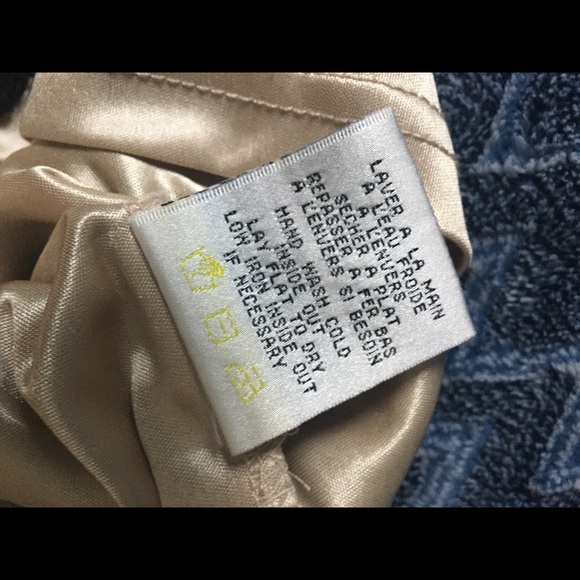 LAVER A LA MAIN
A L'EAU FROIDE
A L'ENVERS
SECHER A PLAT
REPASSER A FER BAS
A LENVERS SI BESOIN
HAND WASH COLD
INSIDE OUT
LAY FLAT TO DRY
LOW IRON INSIDE OUT
IF NECESSARY